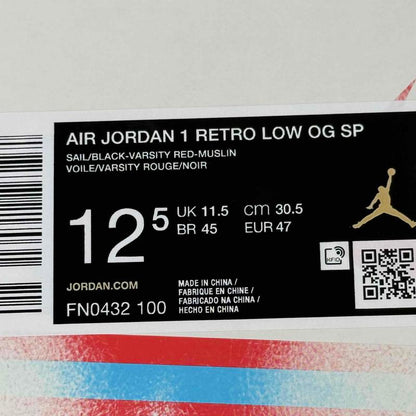 AIR JORDAN 1 RETRO LOW OG SP
SAIL/BLACK-VARSITY RED-MUSLIN
VOILE/VARSITY ROUGE/NOIR
12 5
UK 11.5 cm 30.5
BR 45 EUR 47
JORDAN.COM
FN0432 100
MADE IN CHINA /
FABRIQUE EN CHINE /
FABRICADO NA CHINA /
HECHO EN CHINA